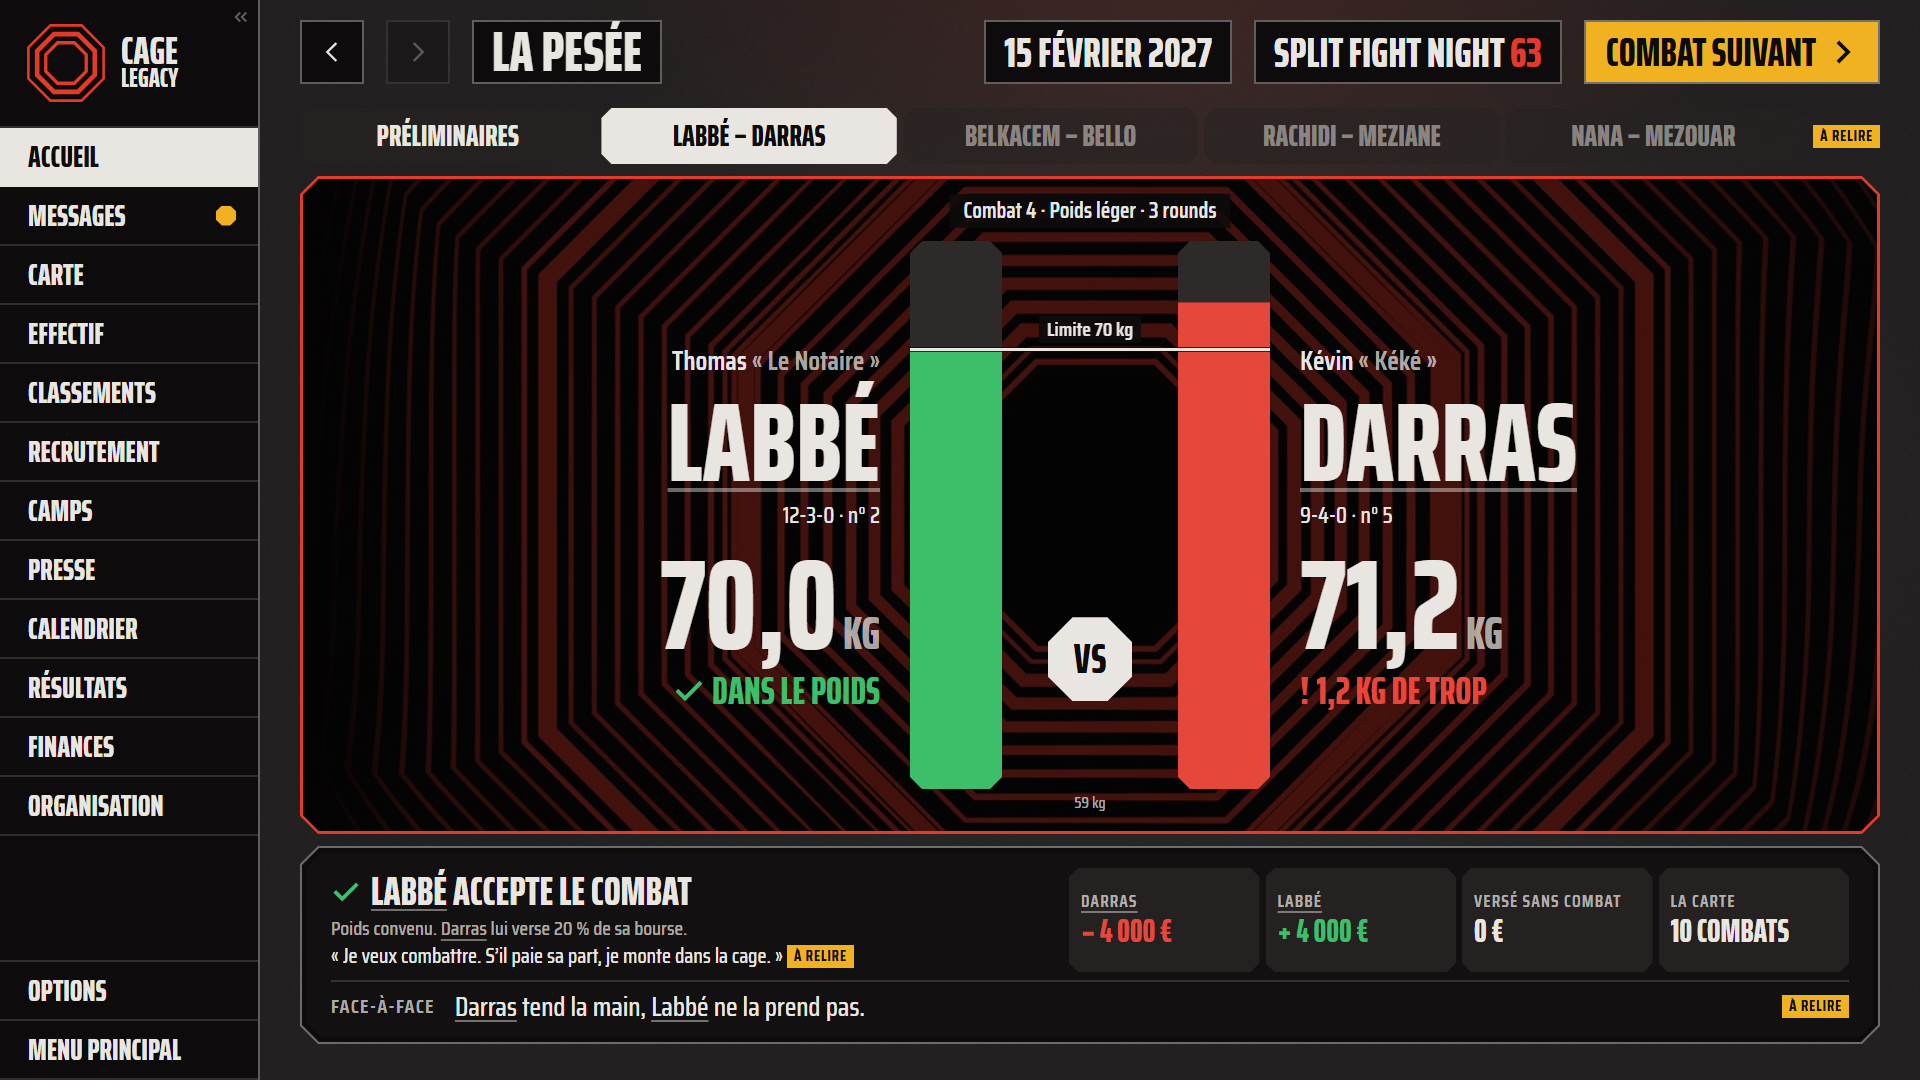 CAGE
LEGACY
«
LA PESÉE
15 FÉVRIER 2027
SPLIT FIGHT NIGHT 63
COMBAT SUIVANT
ACCUEIL
MESSAGES
CARTE
EFFECTIF
CLASSEMENTS
RECRUTEMENT
CAMPS
PRESSE
CALENDRIER
RÉSULTATS
FINANCES
ORGANISATION
OPTIONS
MENU PRINCIPAL
PRÉLIMINAIRES
LABBÉ – DARRAS
BELKACEM – BELLO
RACHIDI – MEZIANE
NANA – MEZOUAR
À RELIRE
Combat 4 · Poids léger · 3 rounds
Limite 70 kg
Thomas « Le Notaire »
LABBÉ
12-3-0 · nº 2
70,0 KG
DANS LE POIDS
VS
59 kg
Kévin « Kéké »
DARRAS
9-4-0 · nº 5
71,2 KG
! 1,2 KG DE TROP
LABBÉ ACCEPTE LE COMBAT
Poids convenu. Darras lui verse 20 % de sa bourse.
« Je veux combattre. S’il paie sa part, je monte dans la cage. » À RELIRE
DARRAS
– 4 000 €
LABBÉ
+ 4 000 €
VERSÉ SANS COMBAT
0 €
LA CARTE
10 COMBATS
FACE-À-FACE Darras tend la main, Labbé ne la prend pas.
À RELIRE